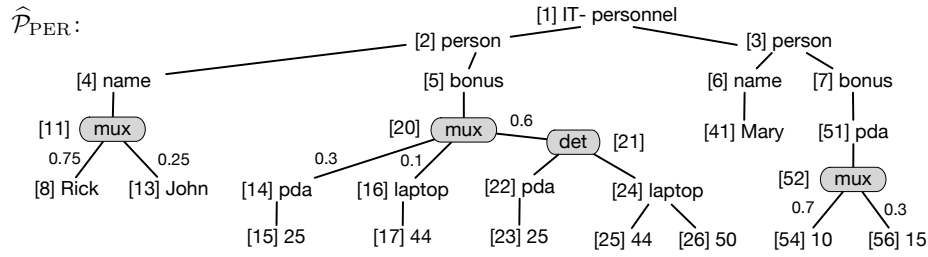 P̂_PER:
[1] IT- personnel
[2] person [3] person
[4] name [5] bonus [6] name [7] bonus
[11] mux [20] mux 0.6 det [21] [41] Mary [51] pda
0.75 0.25 0.3 0.1 [52] mux
[8] Rick [13] John [14] pda [16] laptop [22] pda [24] laptop 0.7 0.3
[15] 25 [17] 44 [23] 25 [25] 44 [26] 50 [54] 10 [56] 15